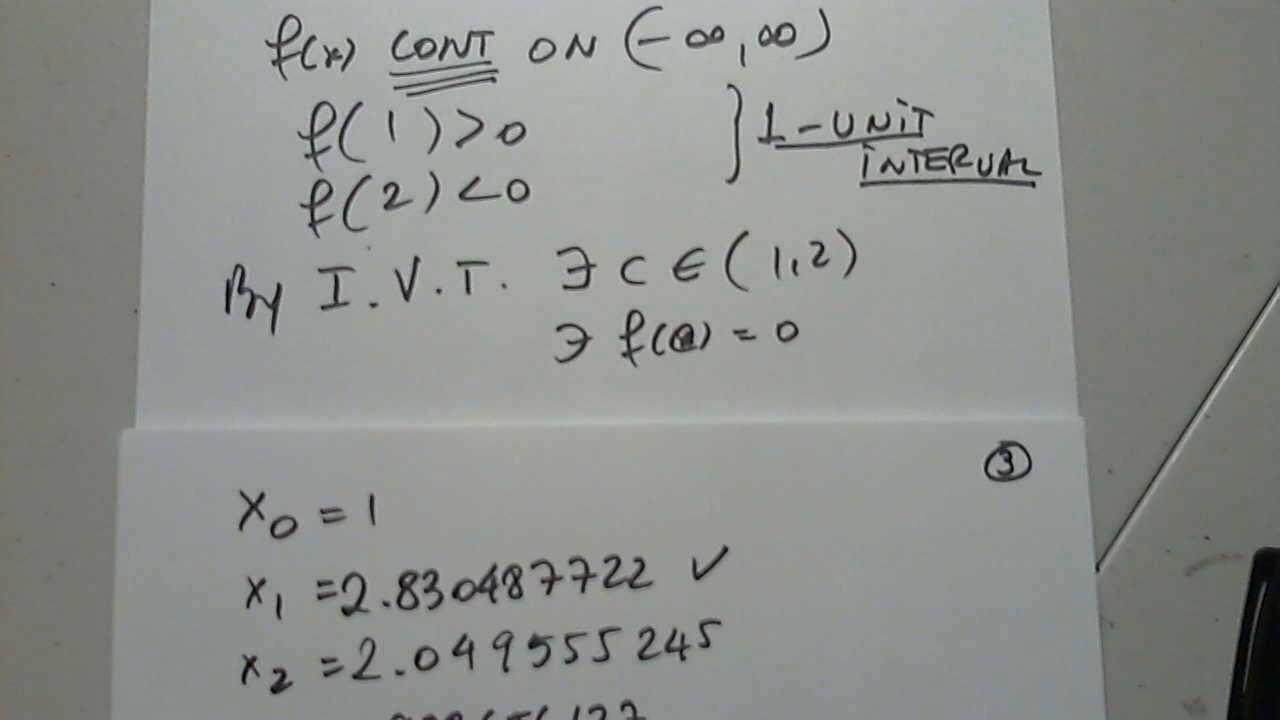 f(x) CONT ON (-∞,∞)
f(1)>0
f(2)<0
} 1-UNIT
INTERVAL
By I.V.T. ∃ C ∈ (1,2)
∋ f(c) = 0
③
x₀ = 1
x₁ = 2.830487722 ✓
x₂ = 2.049555245